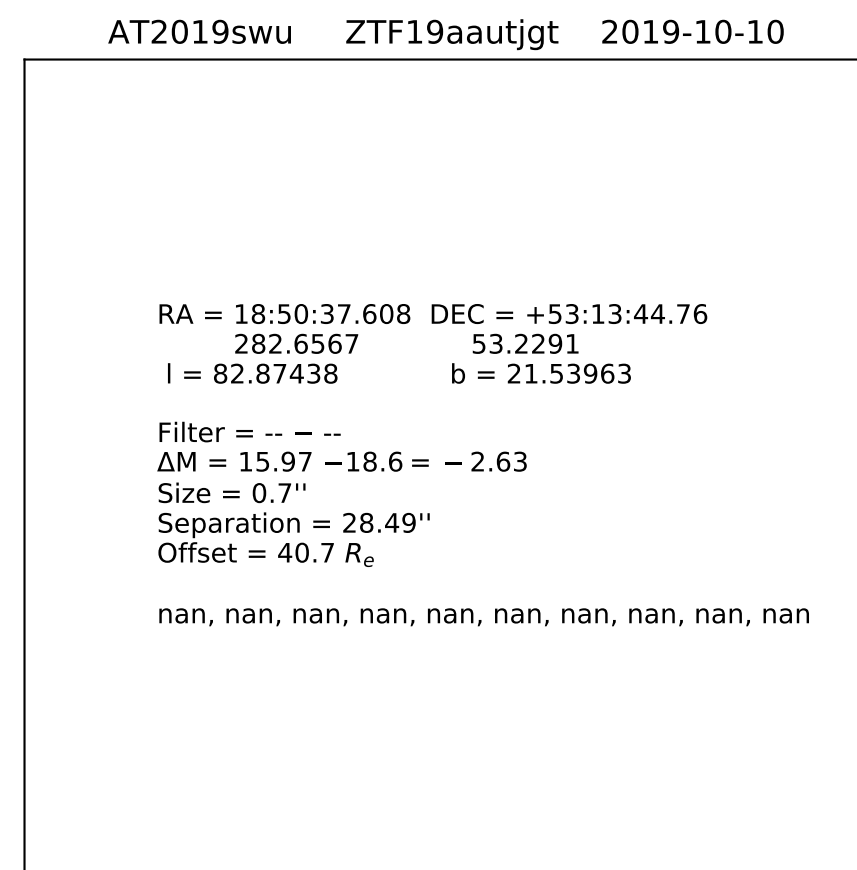 AT2019swu ZTF19aautjgt 2019-10-10
RA = 18:50:37.608 DEC = +53:13:44.76
282.6567 53.2291
l = 82.87438 b = 21.53963
Filter = -- − --
ΔM = 15.97 −18.6 = − 2.63
Size = 0.7''
Separation = 28.49''
Offset = 40.7 Rₑ
nan, nan, nan, nan, nan, nan, nan, nan, nan, nan